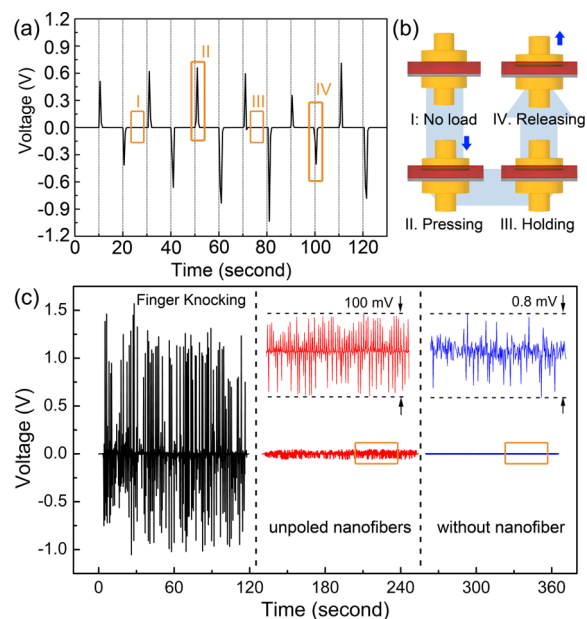 (a)
1.2
0.9
0.6
0.3
0.0
-0.3
-0.6
-0.9
-1.2
Voltage (V)
I
II
III
IV
0 20 40 60 80 100 120
Time (second)
(b)
I: No load
IV. Releasing
II. Pressing
III. Holding
(c)
1.5
1.0
0.5
0.0
-0.5
-1.0
Voltage (V)
Finger Knocking
100 mV
0.8 mV
unpoled nanofibers
without nanofiber
0 60 120 180 240 300 360
Time (second)